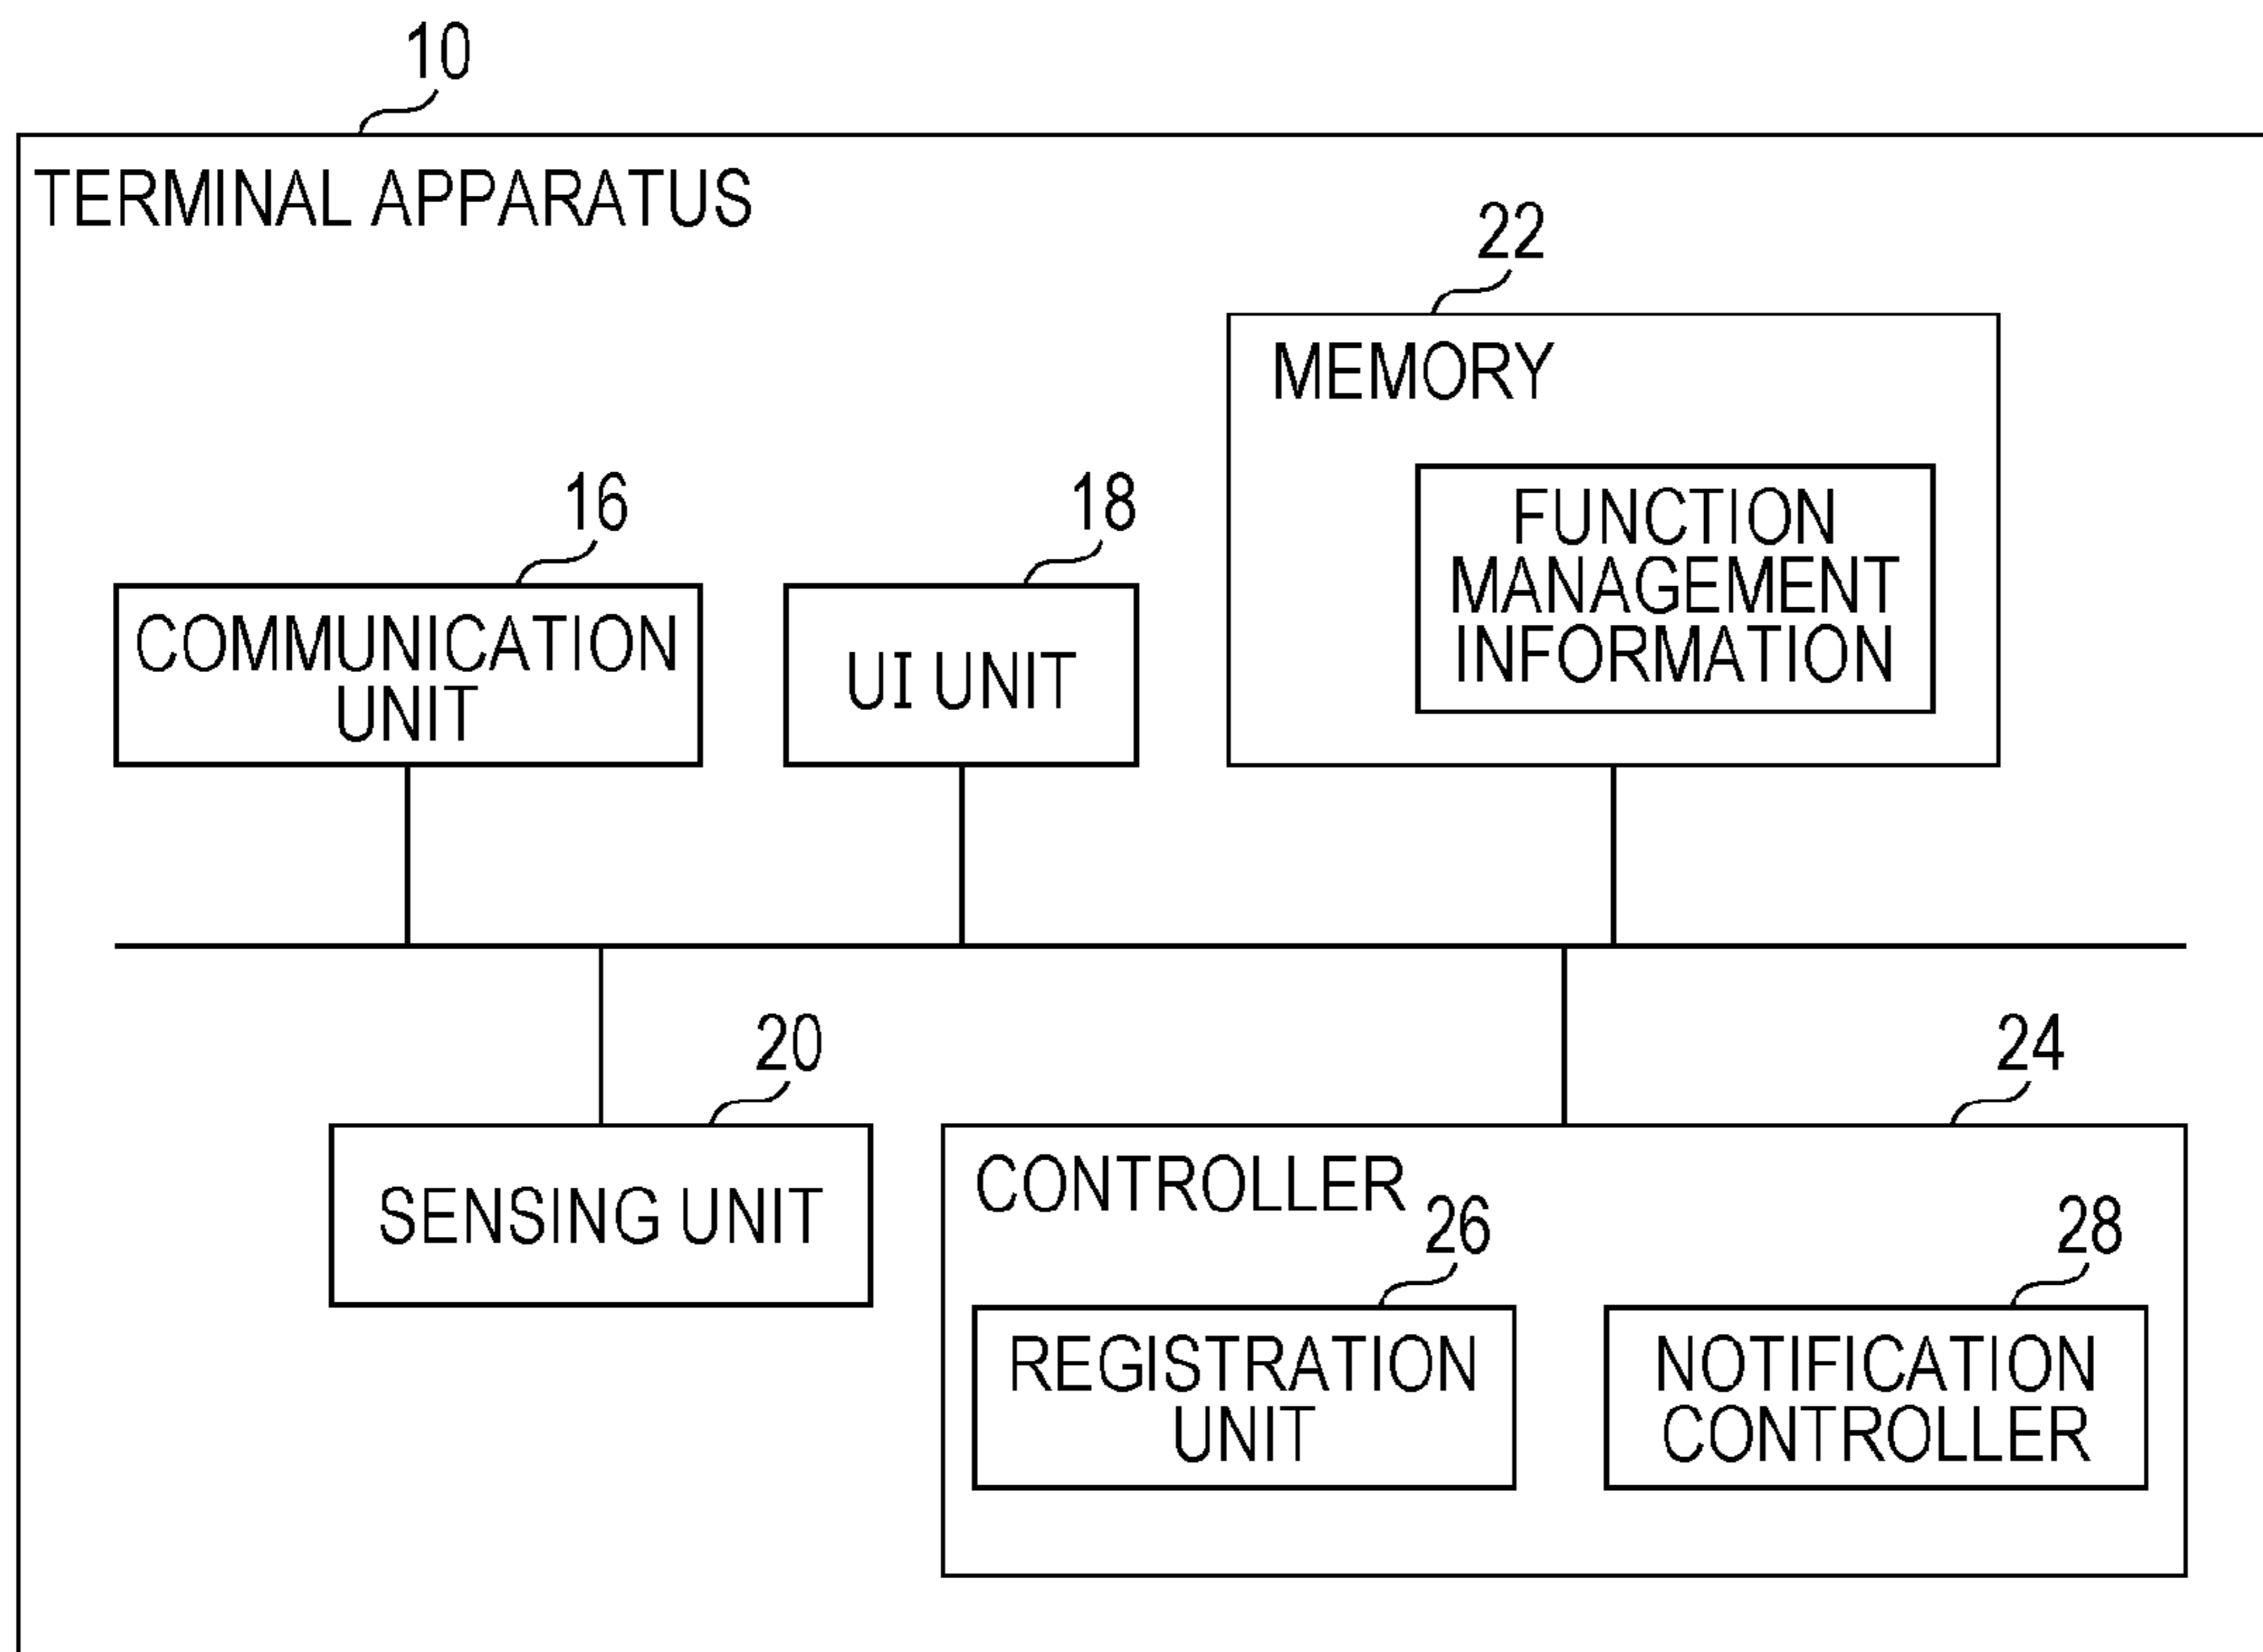 10
TERMINAL APPARATUS
22
MEMORY
FUNCTION
MANAGEMENT
INFORMATION
16
COMMUNICATION
UNIT
18
UI UNIT
20
SENSING UNIT
24
CONTROLLER
26
REGISTRATION
UNIT
28
NOTIFICATION
CONTROLLER